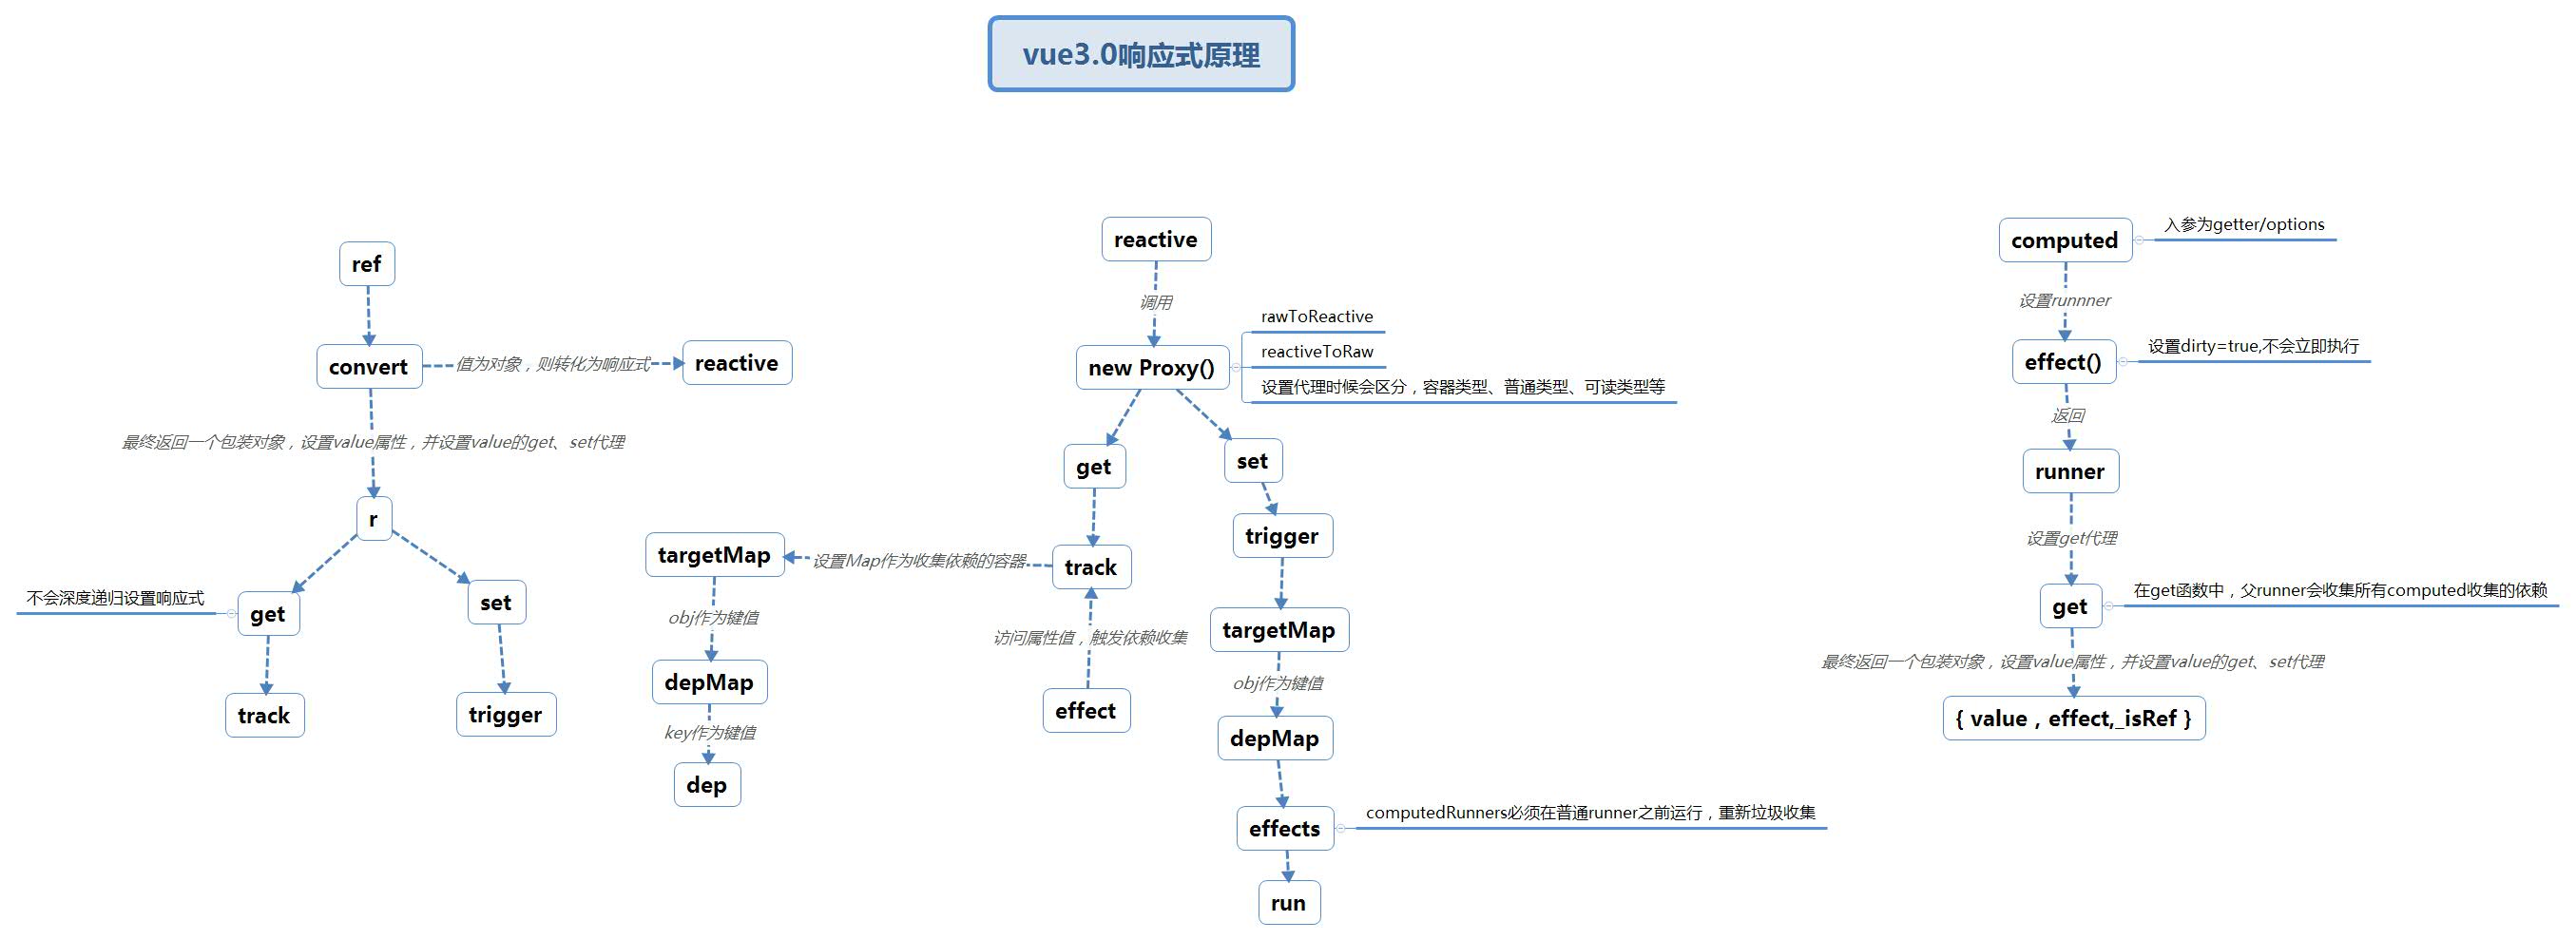 vue3.0响应式原理
ref
convert
值为对象，则转化为响应式
reactive
最终返回一个包装对象，设置value属性，并设置value的get、set代理
r
不会深度递归设置响应式
get
set
track
trigger
reactive
调用
new Proxy()
rawToReactive
reactiveToRaw
设置代理时候会区分，容器类型、普通类型、可读类型等
get
set
track
trigger
设置Map作为收集依赖的容器
targetMap
obj作为键值
depMap
key作为键值
dep
访问属性值，触发依赖收集
effect
targetMap
obj作为键值
depMap
effects
computedRunners必须在普通runner之前运行，重新垃圾收集
run
computed
入参为getter/options
设置runnner
effect()
设置dirty=true,不会立即执行
返回
runner
设置get代理
get
在get函数中，父runner会收集所有computed收集的依赖
最终返回一个包装对象，设置value属性，并设置value的get、set代理
{ value，effect,_isRef }